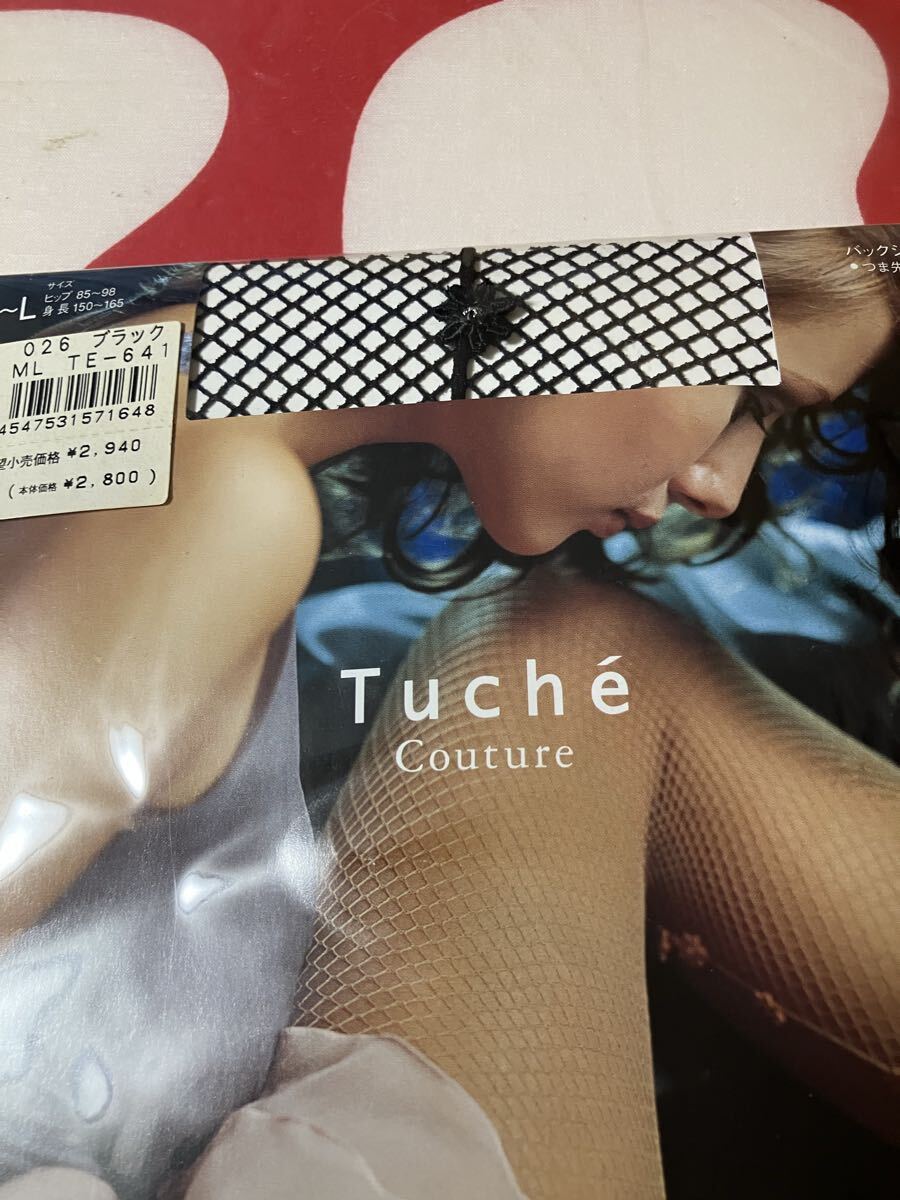 サイズ
~L ヒップ 85~98
身長 150~165
バックシ
●つま先
026 ブラック
ML TE-641
4547531571648
望小売価格 ¥2,940
(本体価格 ¥2,800)
Tuché
Couture